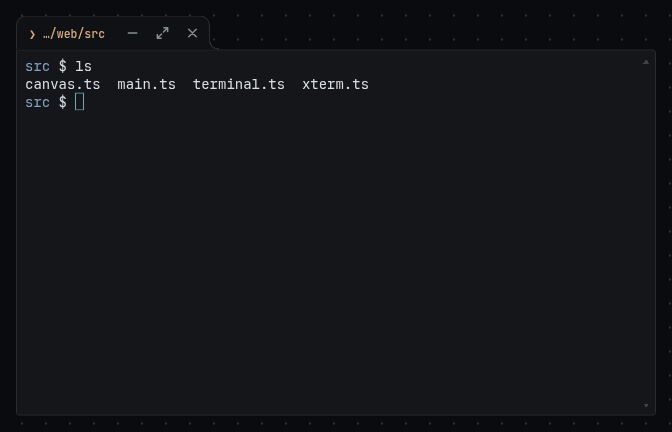 ❯ …/web/src
src $ ls
canvas.ts  main.ts  terminal.ts  xterm.ts
src $